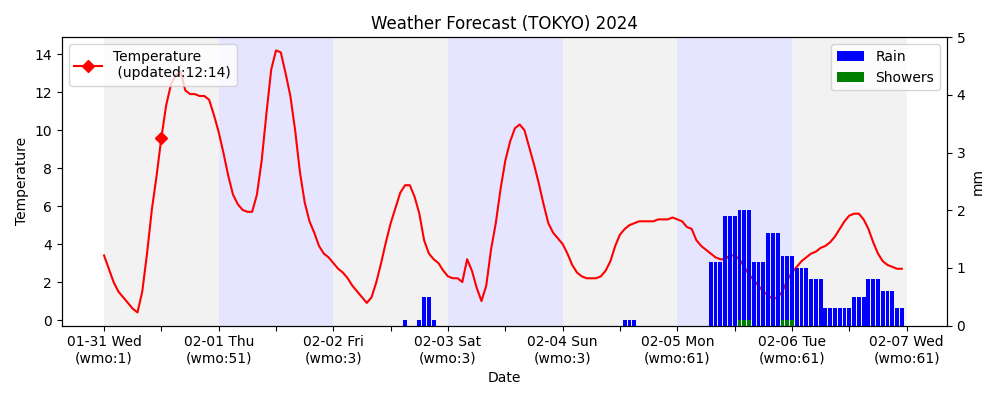 Weather Forecast (TOKYO) 2024
Temperature
(updated:12:14)
Rain
Showers
14
12
10
8
6
4
2
0
Temperature
5
4
3
2
1
0
mm
01-31 Wed
(wmo:1)
02-01 Thu
(wmo:51)
02-02 Fri
(wmo:3)
02-03 Sat
(wmo:3)
02-04 Sun
(wmo:3)
02-05 Mon
(wmo:61)
02-06 Tue
(wmo:61)
02-07 Wed
(wmo:61)
Date